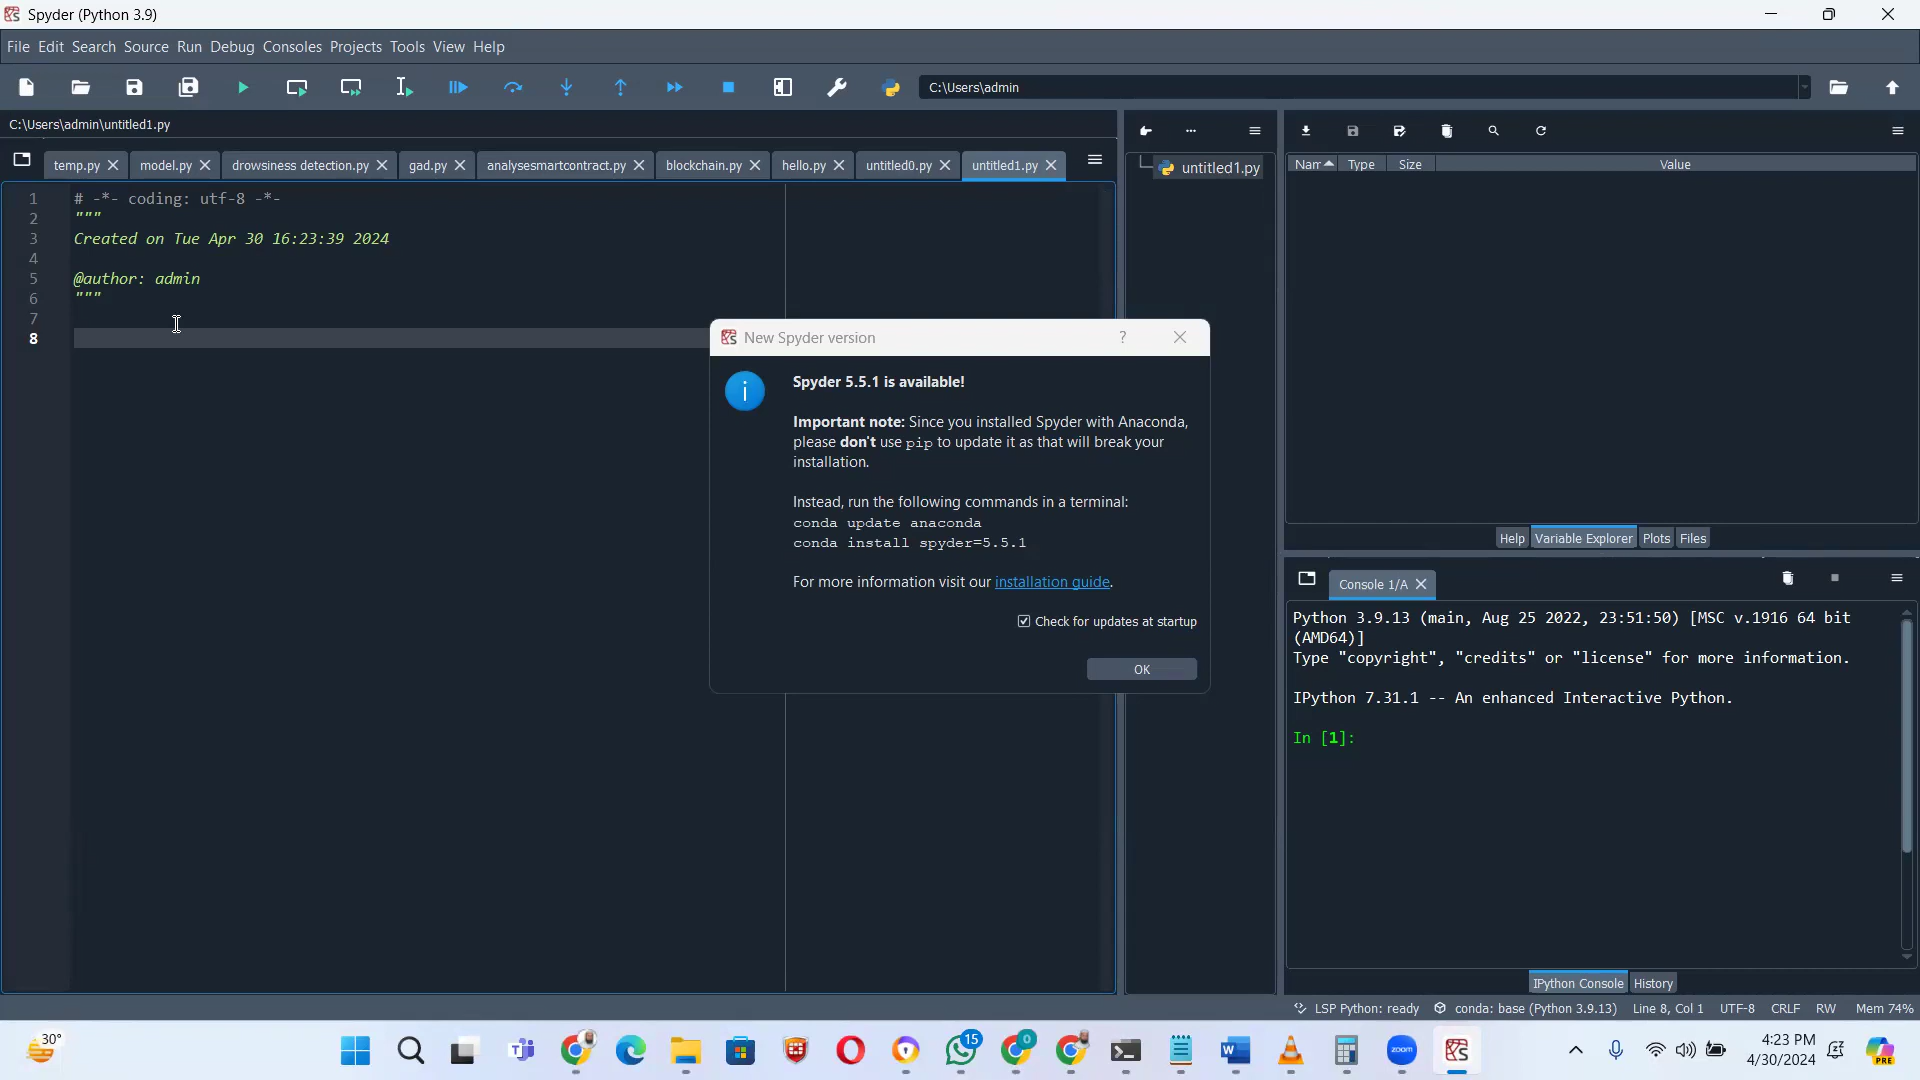 Spyder (Python 3.9)
File Edit Search Source Run Debug Consoles Projects Tools View Help
C:\Users\admin
C:\Users\admin\untitled1.py
temp.py model.py drowsiness detection.py gad.py analysesmartcontract.py blockchain.py hello.py untitled0.py untitled1.py
1 # -*- coding: utf-8 -*-
2 """
3 Created on Tue Apr 30 16:23:39 2024
4
5 @author: admin
6 """
7
8
untitled1.py
Nam Type Size Value
Help Variable Explorer Plots Files
New Spyder version ?
Spyder 5.5.1 is available!
Important note: Since you installed Spyder with Anaconda,
please don't use pip to update it as that will break your
installation.
Instead, run the following commands in a terminal:
conda update anaconda
conda install spyder=5.5.1
For more information visit our installation guide.
Check for updates at startup
OK
Console 1/A
Python 3.9.13 (main, Aug 25 2022, 23:51:50) [MSC v.1916 64 bit
(AMD64)]
Type "copyright", "credits" or "license" for more information.
IPython 7.31.1 -- An enhanced Interactive Python.
In [1]:
IPython Console History
LSP Python: ready conda: base (Python 3.9.13) Line 8, Col 1 UTF-8 CRLF RW Mem 74%
30°
15
0
zoom
4:23 PM
4/30/2024
PRE